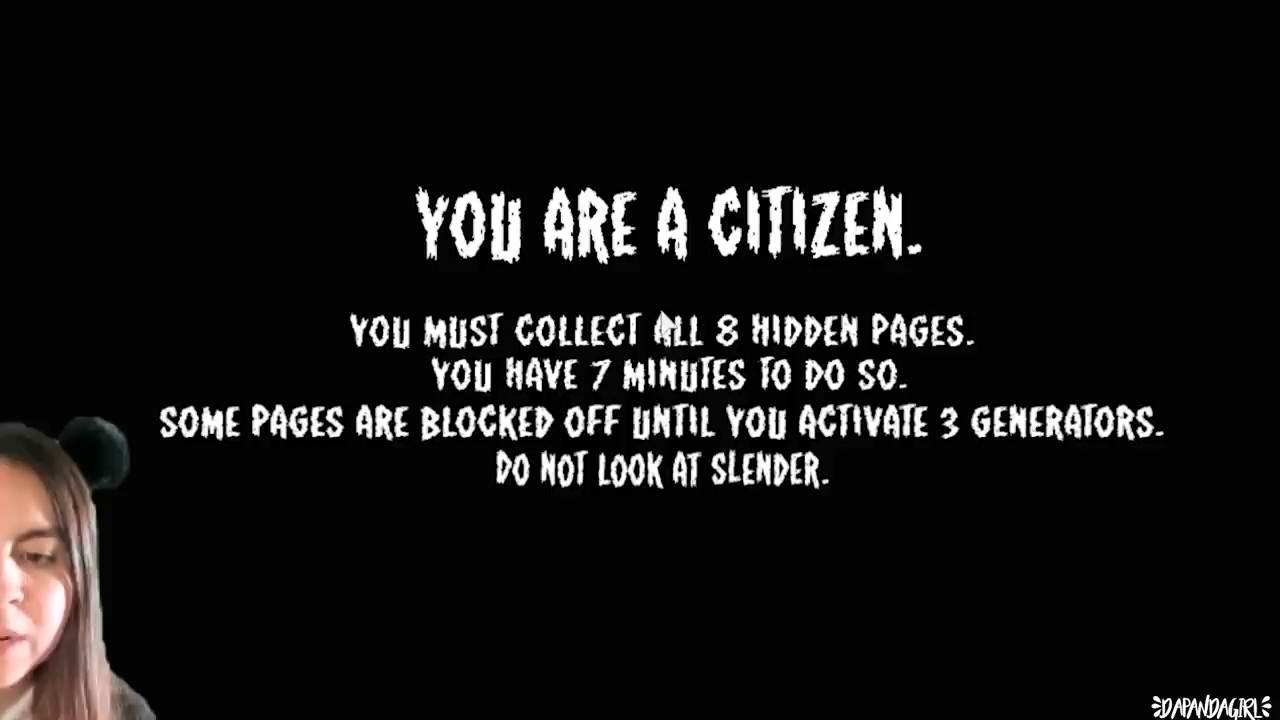 YOU ARE A CITIZEN.
YOU MUST COLLECT ALL 8 HIDDEN PAGES.
YOU HAVE 7 MINUTES TO DO SO.
SOME PAGES ARE BLOCKED OFF UNTIL YOU ACTIVATE 3 GENERATORS.
DO NOT LOOK AT SLENDER.
DAPANDAGIRL